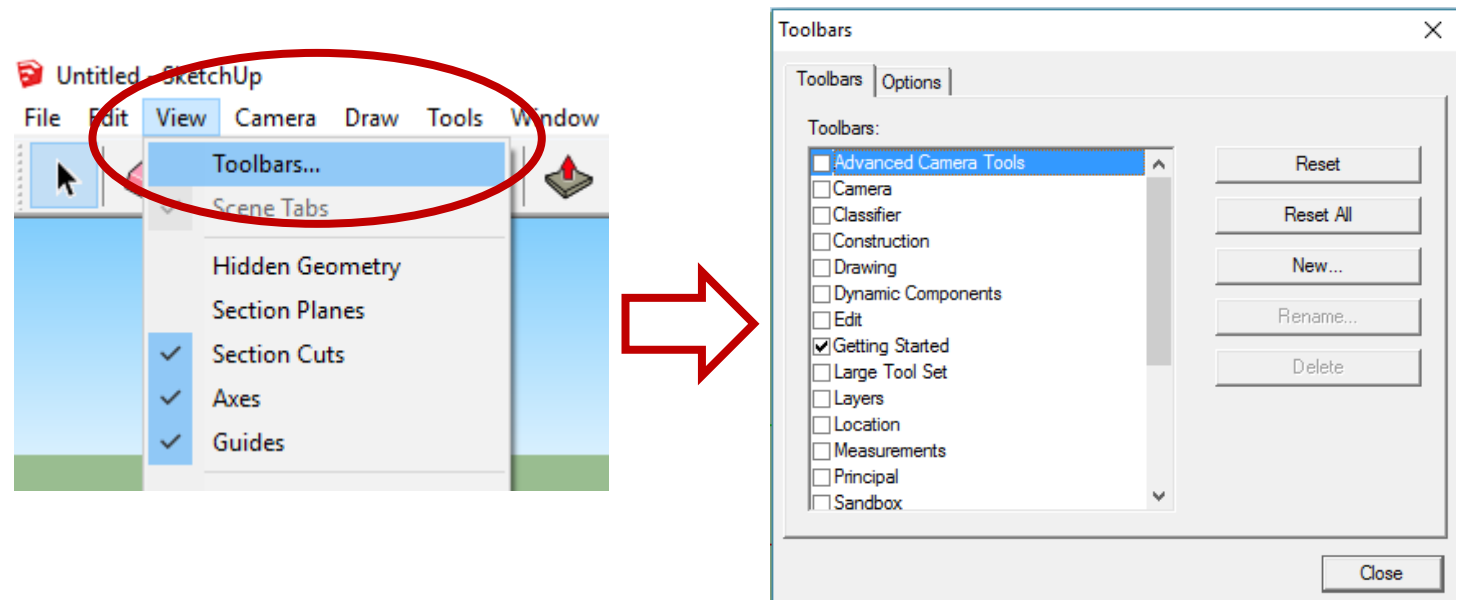 Untitled - SketchUp
File Edit View Camera Draw Tools Window
Toolbars...
Scene Tabs
Hidden Geometry
Section Planes
Section Cuts
Axes
Guides
Toolbars
Toolbars Options
Toolbars:
Advanced Camera Tools
Camera
Classifier
Construction
Drawing
Dynamic Components
Edit
Getting Started
Large Tool Set
Layers
Location
Measurements
Principal
Sandbox
Reset
Reset All
New...
Rename...
Delete
Close